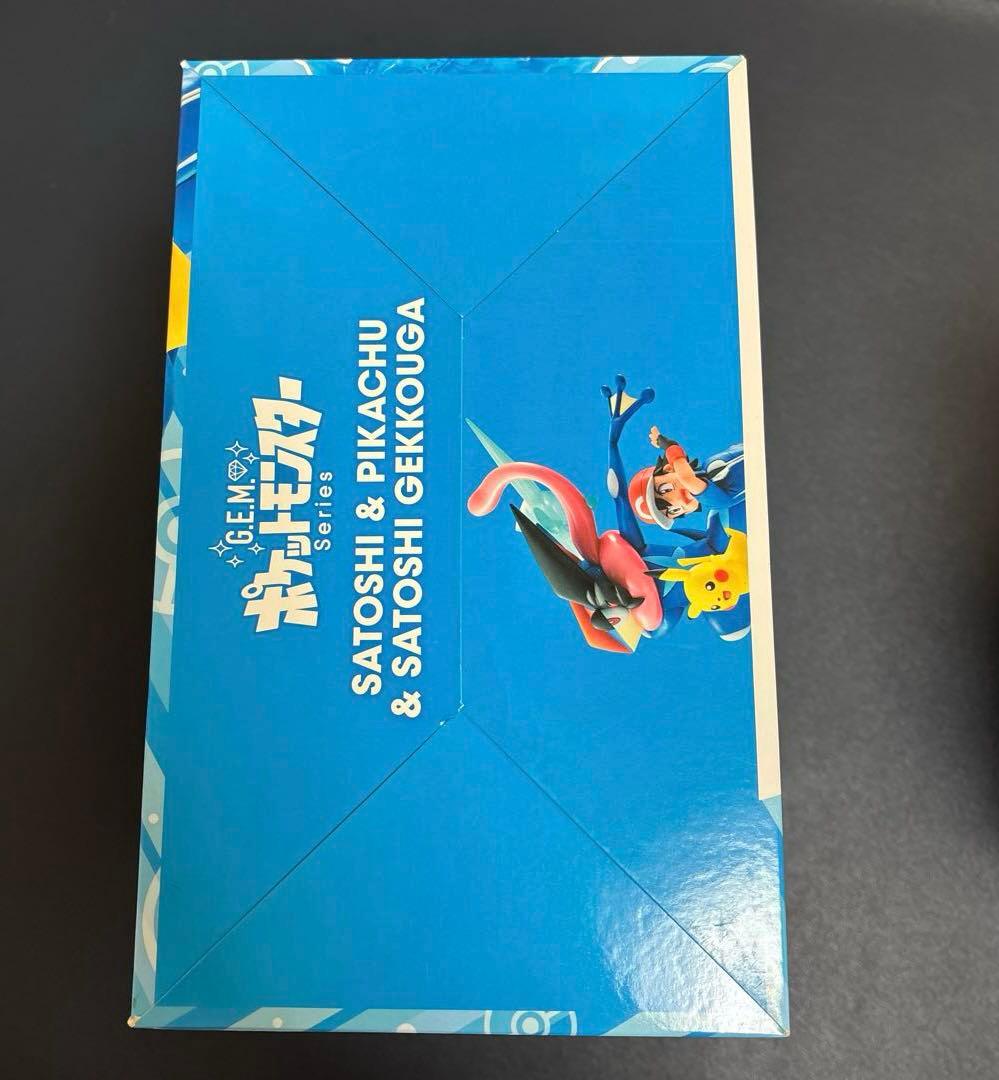 G.E.M.
ポケットモンスター
Series
SATOSHI & PIKACHU
& SATOSHI GEKKOUGA